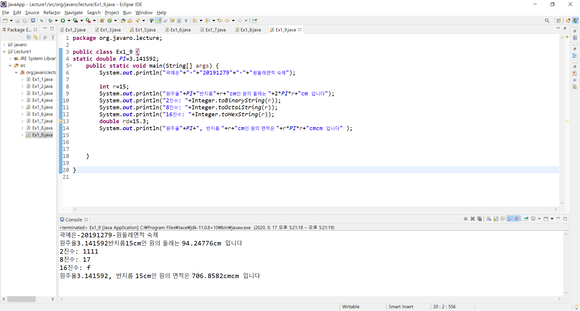 javaApp - Lecture1/src/org/javaro/lecture/Ex1_9.java - Eclipse IDE
File Edit Source Refactor Navigate Search Project Run Window Help
Package E...
Ex1_2.java Ex1_3.java Ex1_5.java Ex1_6.java Ex1_7.java Ex1_8.java Ex1_9.java
javaro
Lecture1
JRE System Librar
src
org.javaro.lectur
Ex1_1.java
Ex1_2.java
Ex1_3.java
Ex1_5.java
Ex1_6.java
Ex1_7.java
Ex1_8.java
Ex1_9.java
1 package org.javaro.lecture;
2
3 public class Ex1_9 {
4 static double PI=3.141592;
5 public static void main(String[] args) {
6 System.out.println("곽예은"+"-"+"20191279"+"-"+"원둘레면적 숙제");
7
8 int r=15;
9 System.out.println("원주율"+PI+"반지름"+r+"cm인 원의 둘레는 "+2*PI*r+"cm 입니다");
10 System.out.println("2진수: "+Integer.toBinaryString(r));
11 System.out.println("8진수: "+Integer.toOctalString(r));
12 System.out.println("16진수: "+Integer.toHexString(r));
13 double rd=15.3;
14 System.out.println("원주율"+PI+", 반지름 "+r+"cm인 원의 면적은 "+r*PI*r+"cmcm 입니다" );
15
16
17
18 }
19
20 }
21
Console
<terminated> Ex1_9 [Java Application] C:\Program Files\Java\jdk-11.0.8+10\bin\javaw.exe (2020. 9. 17 오후 5:21:18 – 오후 5:21:19)
곽예은-20191279-원둘레면적 숙제
원주율3.141592반지름15cm인 원의 둘레는 94.24776cm 입니다
2진수: 1111
8진수: 17
16진수: f
원주율3.141592, 반지름 15cm인 원의 면적은 706.8582cmcm 입니다
Writable Smart Insert 20 : 2 : 556